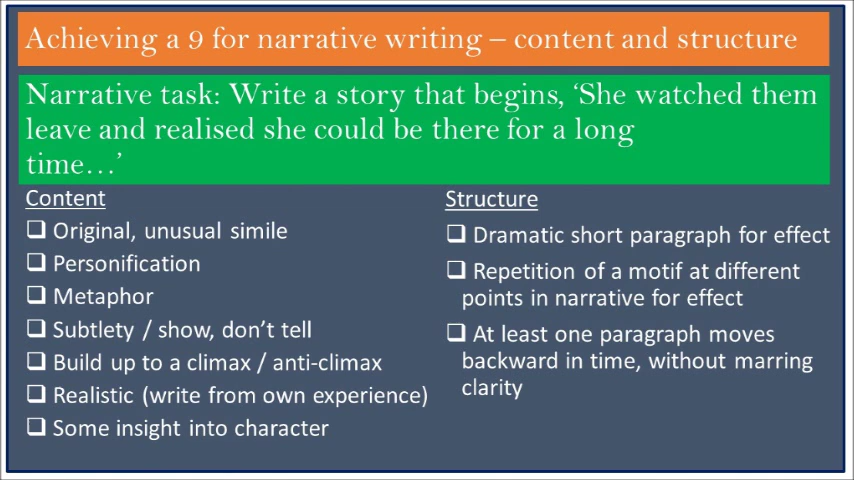 Achieving a 9 for narrative writing – content and structure
Narrative task: Write a story that begins, ‘She watched them
leave and realised she could be there for a long
time…’
Content
❑ Original, unusual simile
❑ Personification
❑ Metaphor
❑ Subtlety / show, don’t tell
❑ Build up to a climax / anti-climax
❑ Realistic (write from own experience)
❑ Some insight into character
Structure
❑ Dramatic short paragraph for effect
❑ Repetition of a motif at different
points in narrative for effect
❑ At least one paragraph moves
backward in time, without marring
clarity